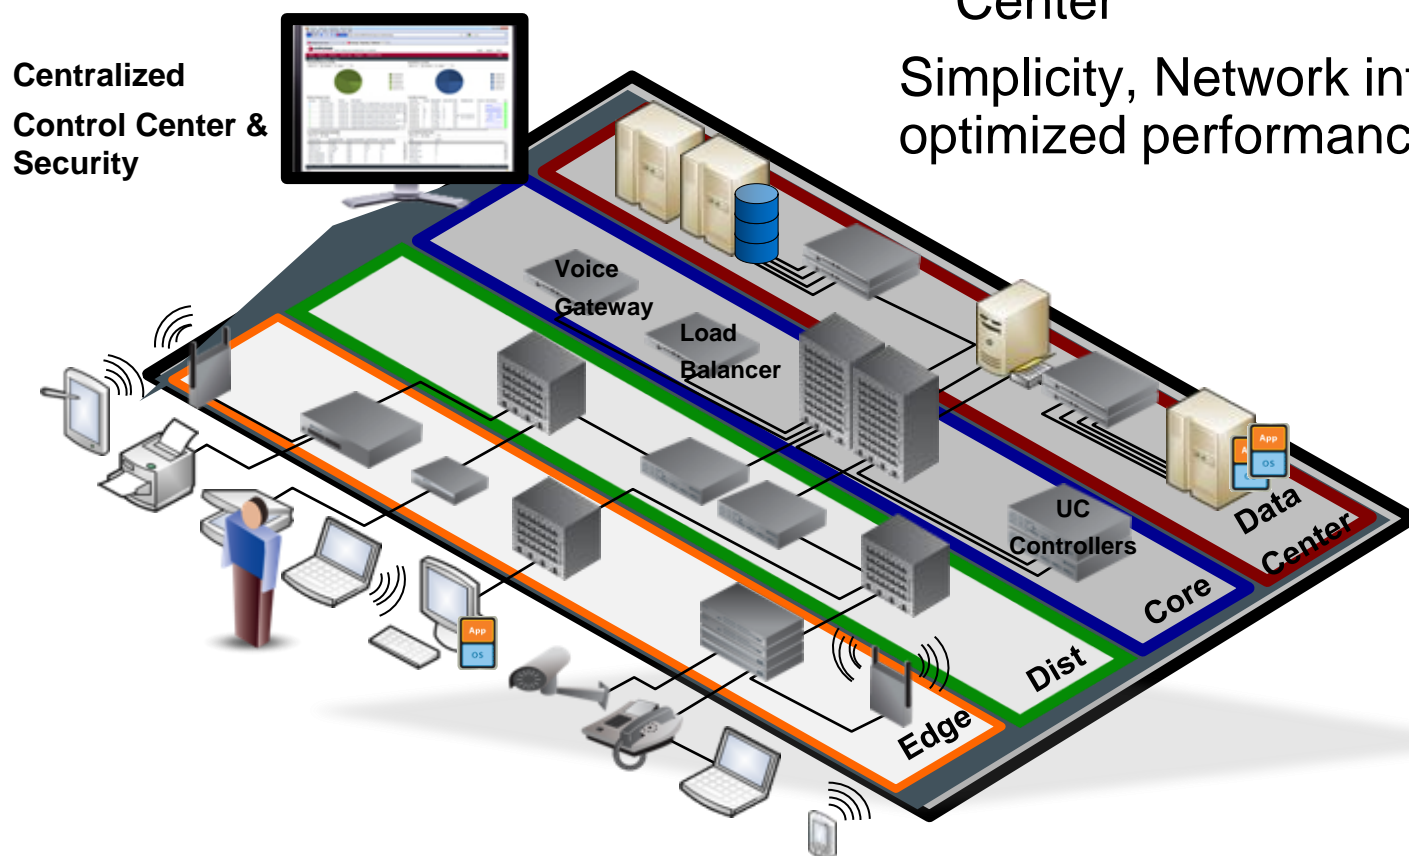 Center
Simplicity, Network int
optimized performanc
Centralized
Control Center &
Security
Voice
Gateway
Load
Balancer
UC
Controllers
App
OS
App
OS
Data
Center
Core
Dist
Edge